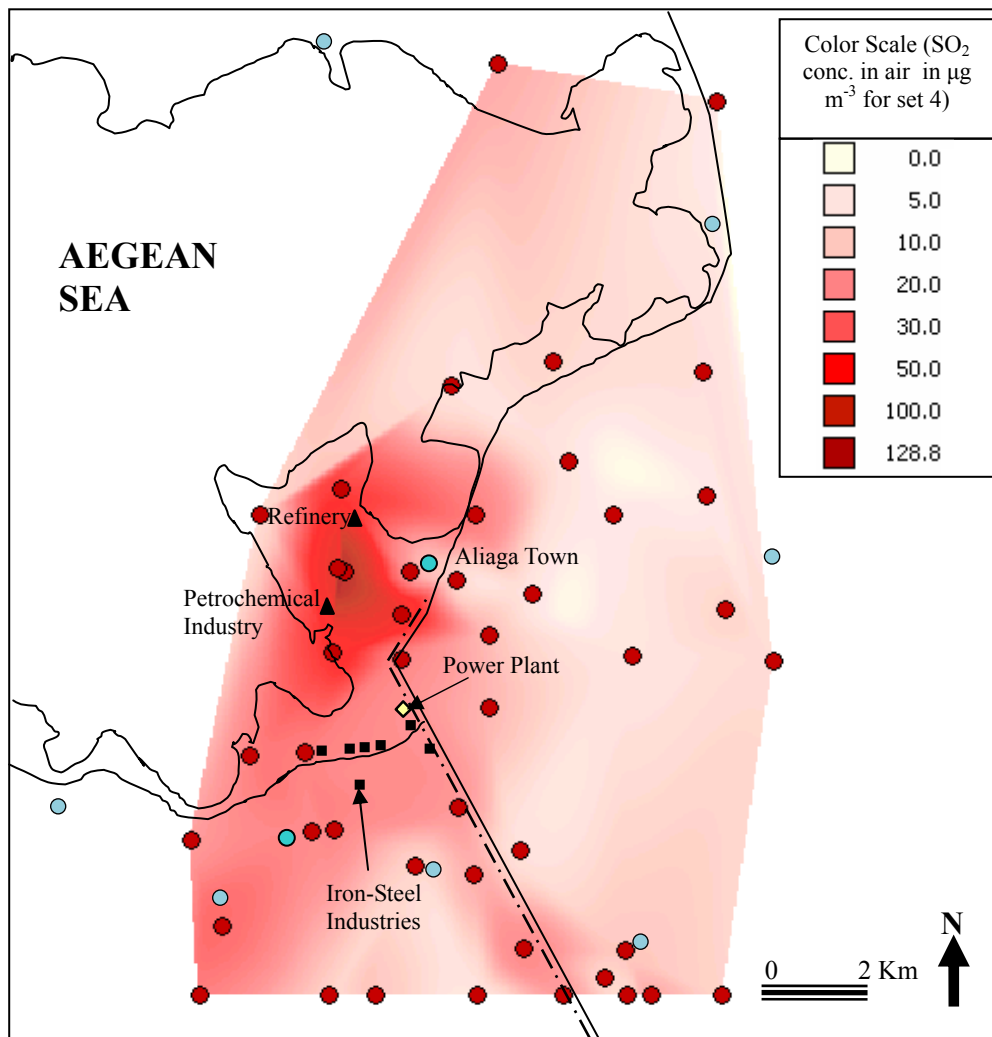 Color Scale (SO2
conc. in air in μg
m-3 for set 4)
0.0
5.0
10.0
20.0
30.0
50.0
100.0
128.8
AEGEAN
SEA
Refinery
Aliaga Town
Petrochemical
Industry
Power Plant
Iron-Steel
Industries
N
0 2 Km